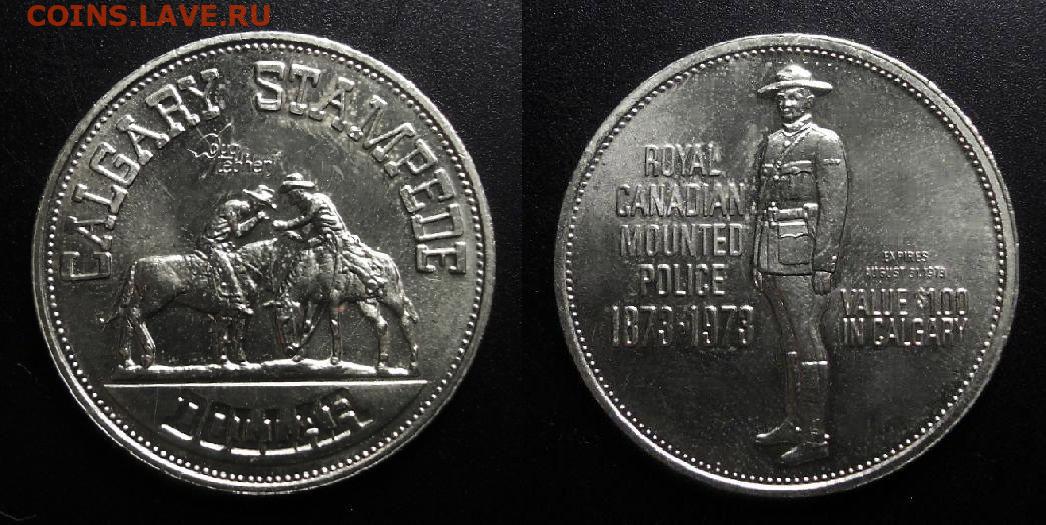 COINS.LAVE.RU
CALGARY STAMPEDE
DOLLAR
ROYAL
CANADIAN
MOUNTED
POLICE
1873-1973
EXPIRES
AUGUST 31, 1973
VALUE $1.00
IN CALGARY